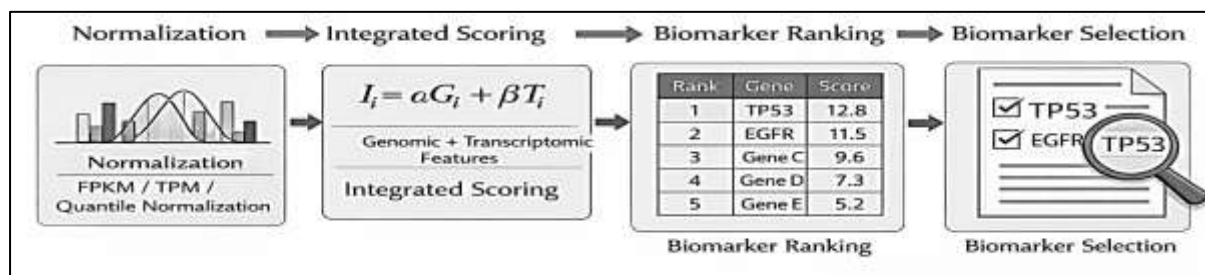 Normalization Integrated Scoring Biomarker Ranking Biomarker Selection
Normalization
FPKM / TPM /
Quantile Normalization
I_i = αG_i + βT_i
Genomic + Transcriptomic
Features
Integrated Scoring
Rank Gene Score
1 TP53 12.8
2 EGFR 11.5
3 Gene C 9.6
4 Gene D 7.3
5 Gene E 5.2
Biomarker Ranking
TP53
EGFR
TP53
Biomarker Selection